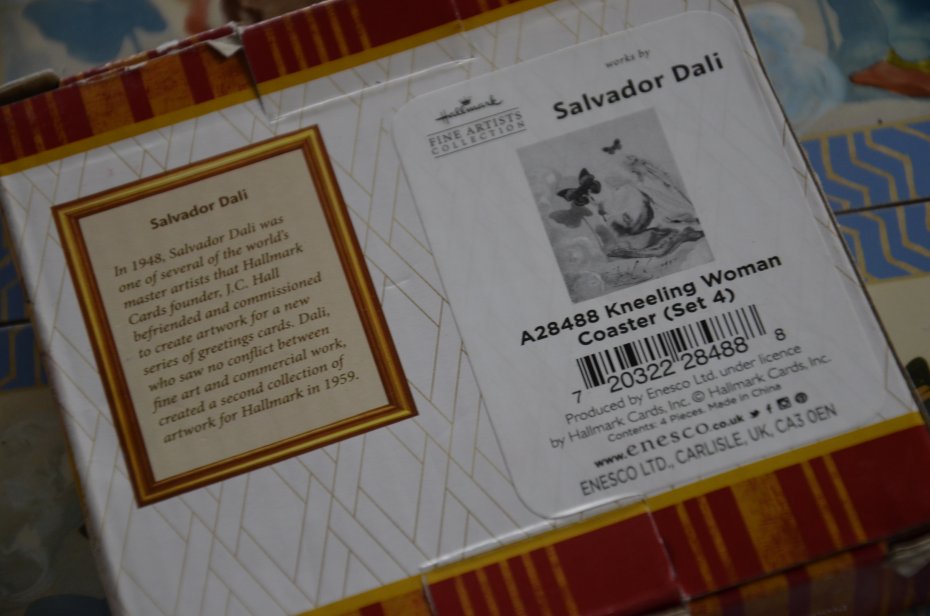 Salvador Dali
In 1948, Salvador Dali was
one of several of the world's
master artists that Hallmark
Cards founder, J.C. Hall
befriended and commissioned
to create artwork for a new
series of greetings cards. Dali,
who saw no conflict between
fine art and commercial work,
created a second collection of
artwork for Hallmark in 1959.
Hallmark
FINE ARTISTS
COLLECTION
works by
Salvador Dali
A28488 Kneeling Woman
Coaster (Set 4)
7 20322 28488 8
Produced by Enesco Ltd. under licence
by Hallmark Cards, Inc. © Hallmark Cards, Inc.
Contents: 4 Pieces. Made in China
www.enesco.co.uk
ENESCO LTD., CARLISLE, UK, CA3 0EN